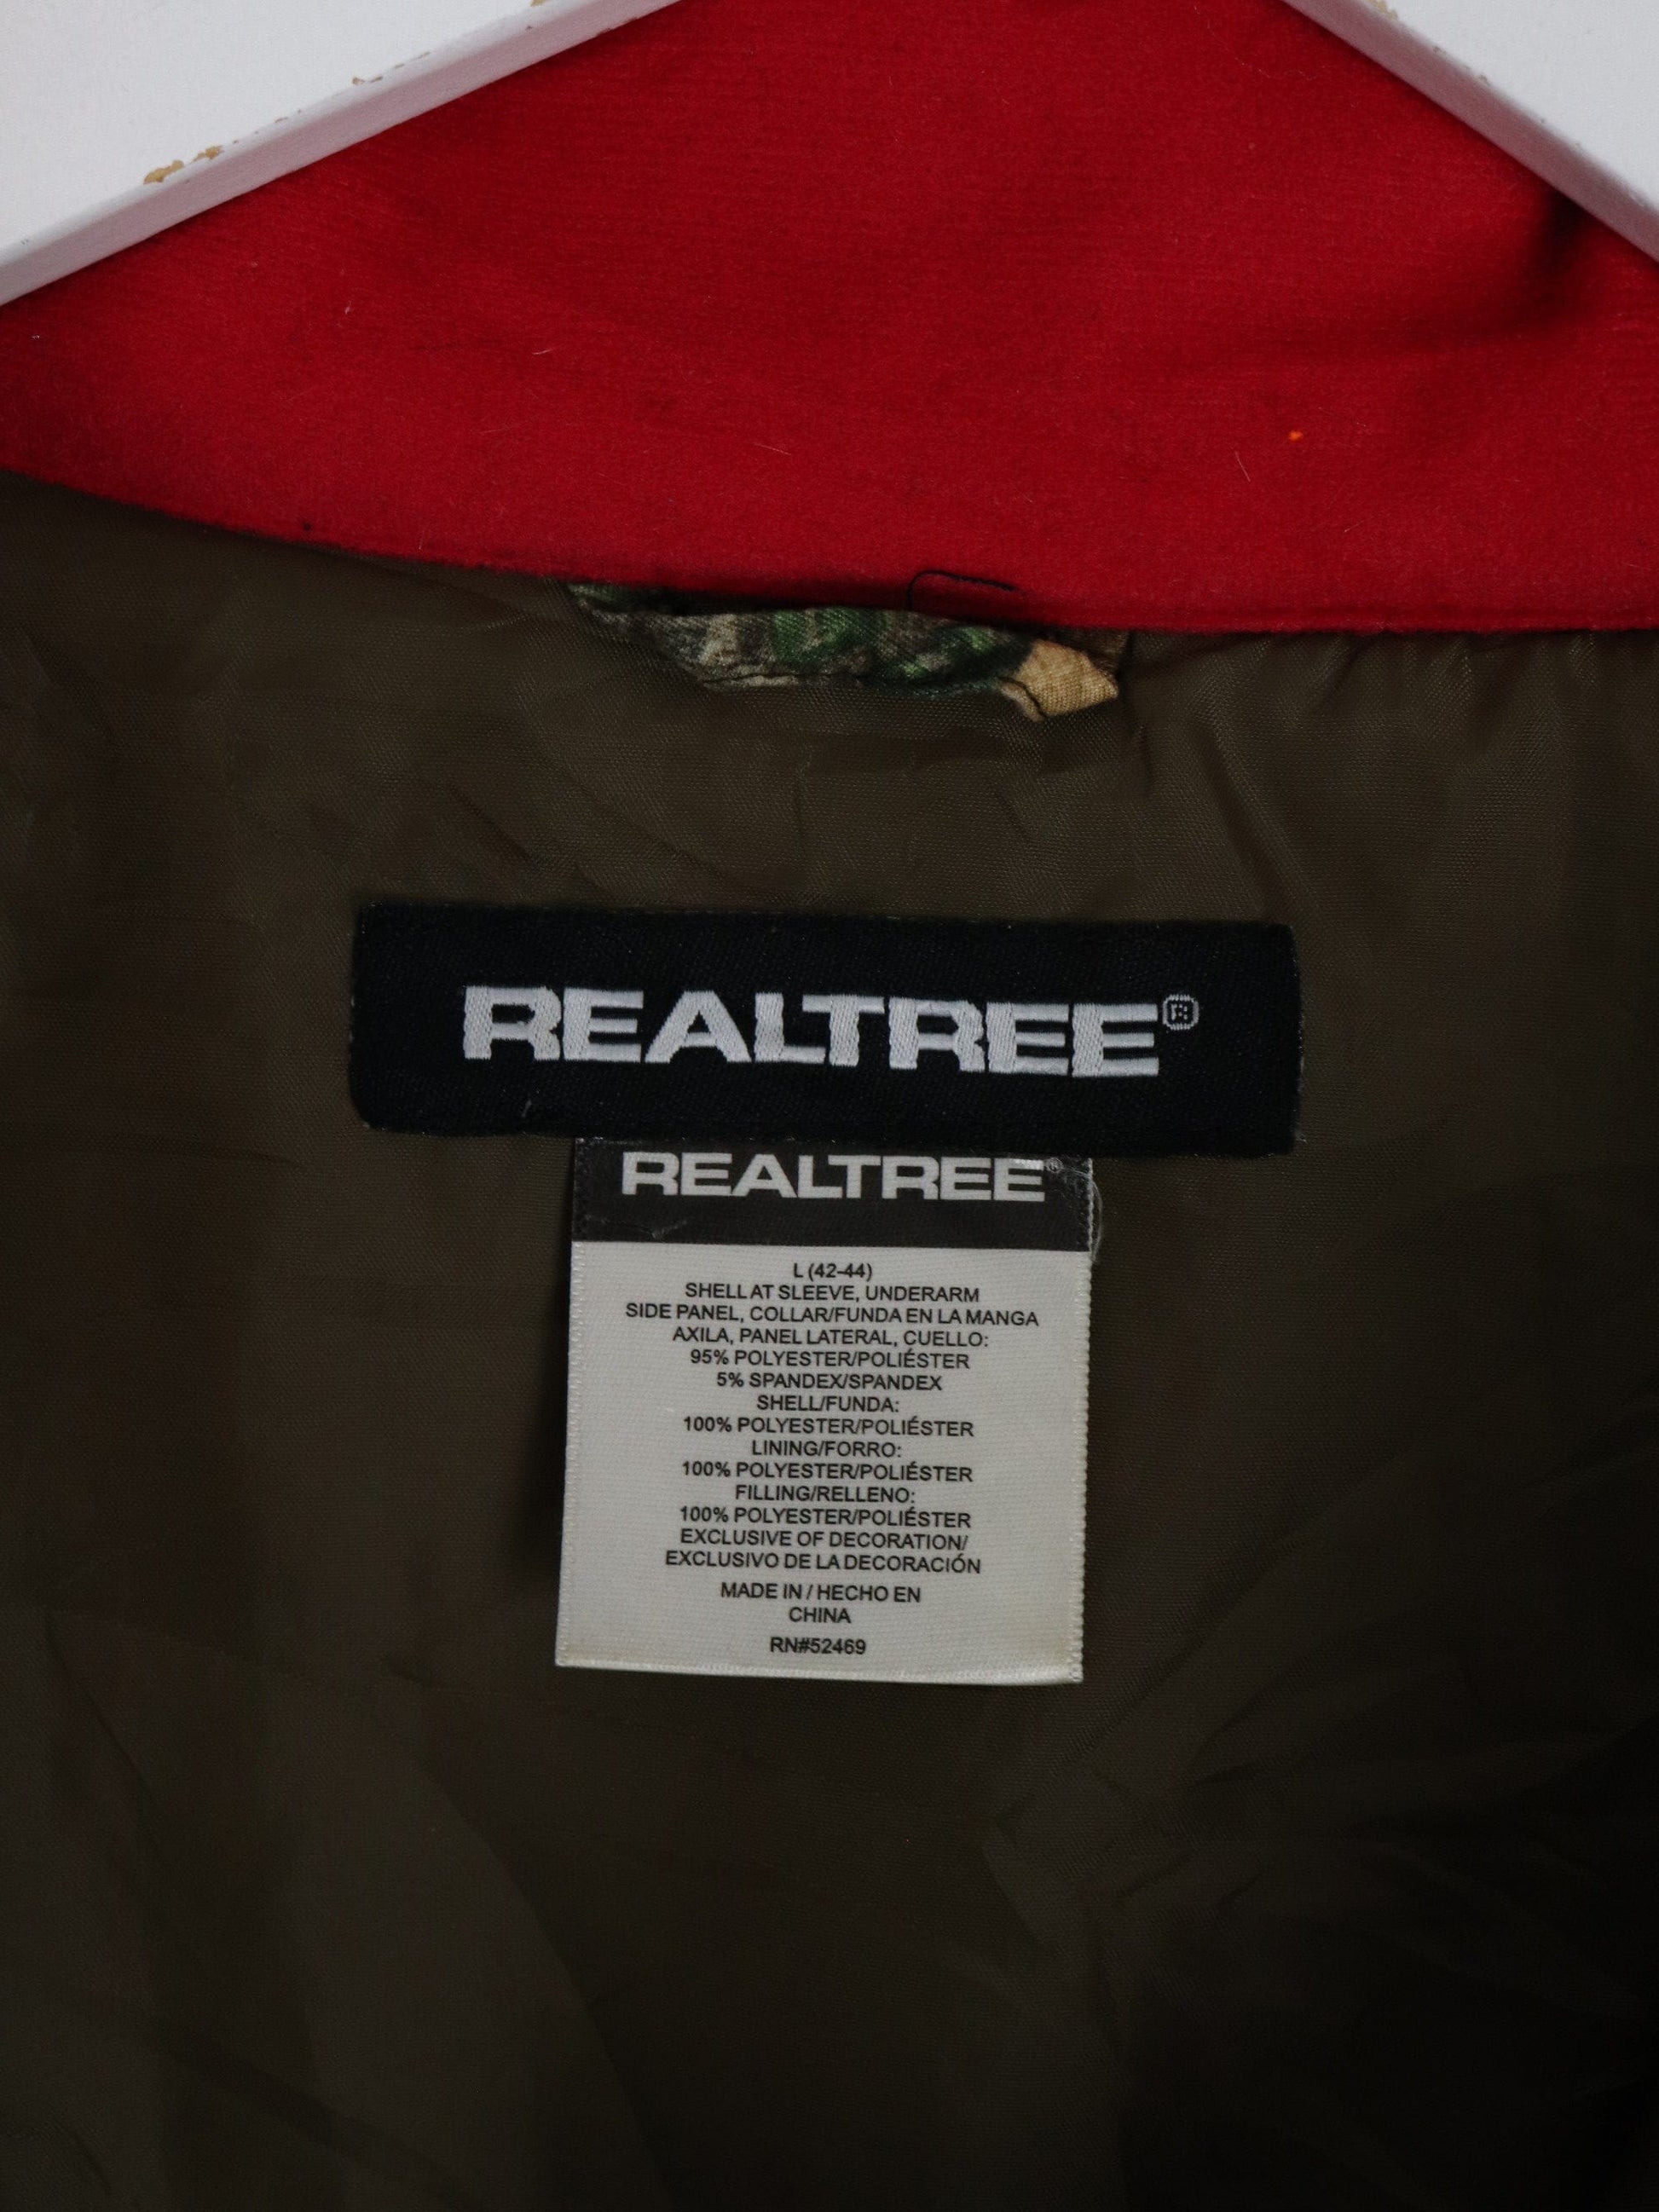 REALTREE®
REALTREE®
L (42-44)
SHELL AT SLEEVE, UNDERARM
SIDE PANEL, COLLAR/FUNDA EN LA MANGA
AXILA, PANEL LATERAL, CUELLO:
95% POLYESTER/POLIÉSTER
5% SPANDEX/SPANDEX
SHELL/FUNDA:
100% POLYESTER/POLIÉSTER
LINING/FORRO:
100% POLYESTER/POLIÉSTER
FILLING/RELLENO:
100% POLYESTER/POLIÉSTER
EXCLUSIVE OF DECORATION/
EXCLUSIVO DE LA DECORACIÓN
MADE IN / HECHO EN
CHINA
RN#52469